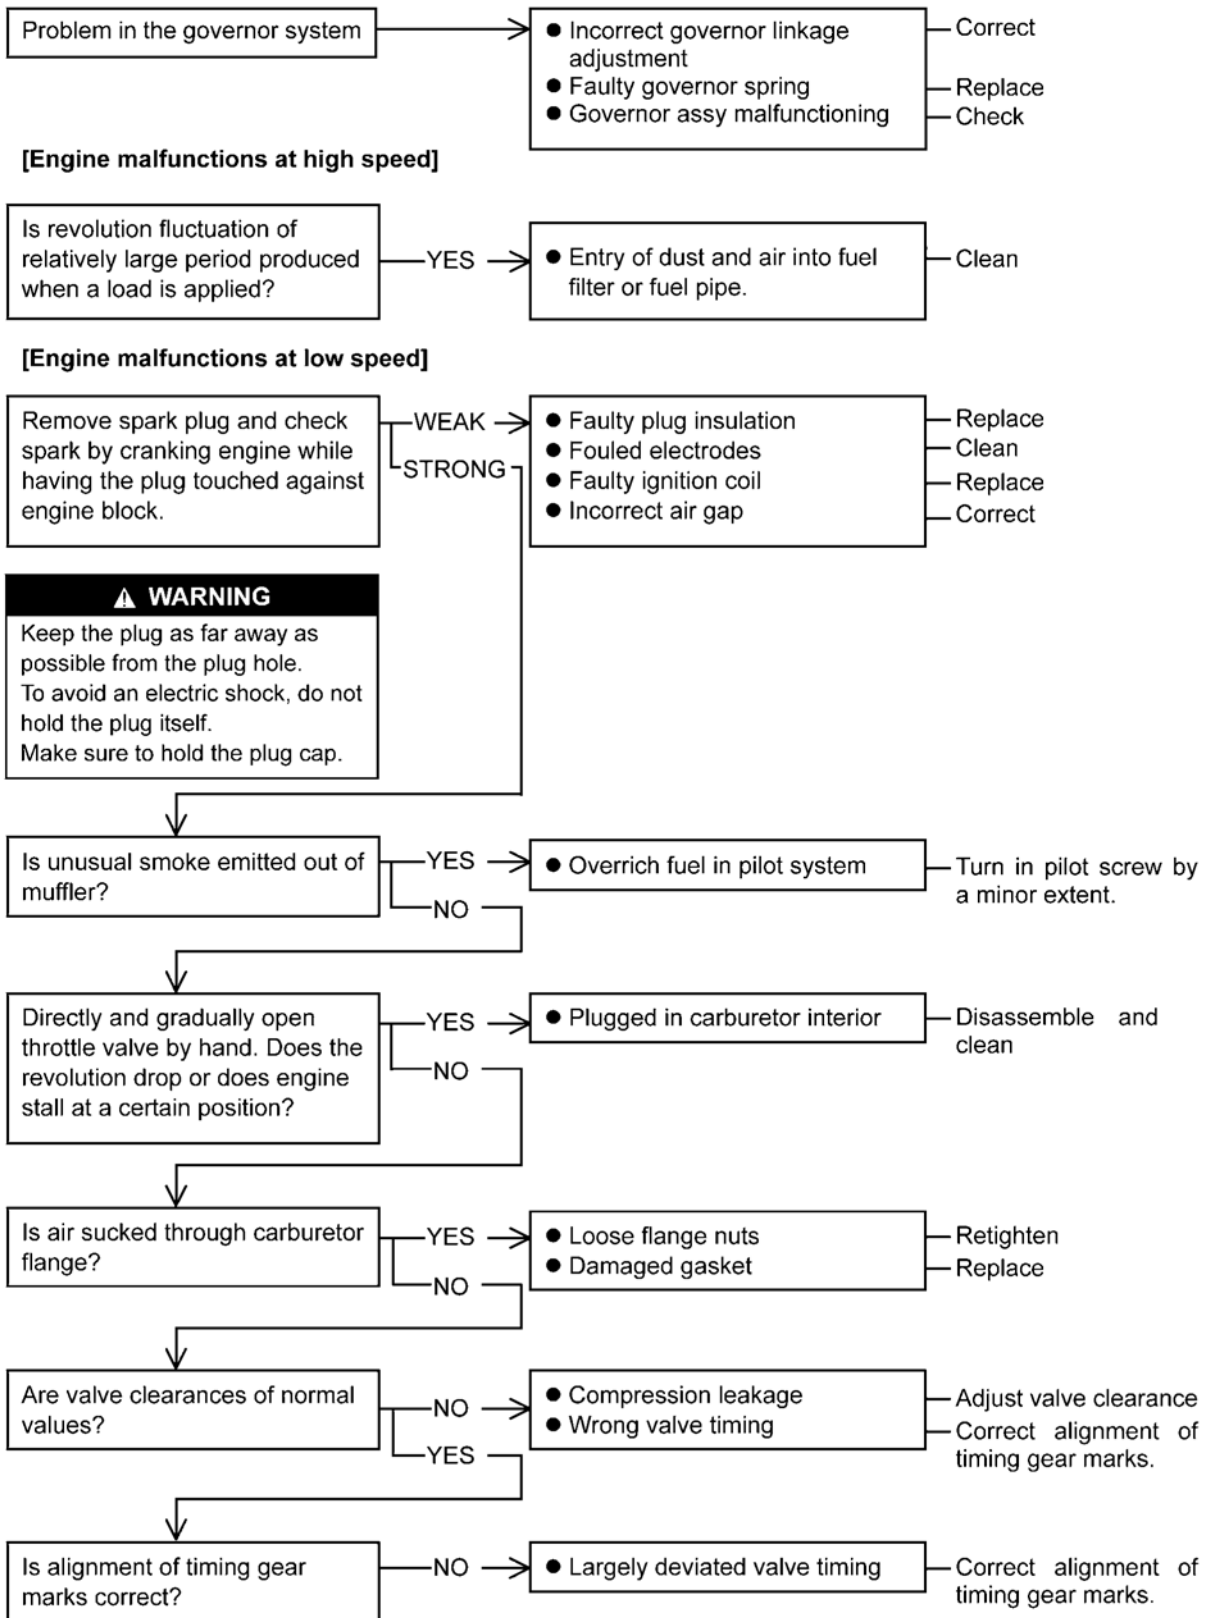 Problem in the governor system
● Incorrect governor linkage
adjustment
● Faulty governor spring
● Governor assy malfunctioning
Correct
Replace
Check
[Engine malfunctions at high speed]
Is revolution fluctuation of
relatively large period produced
when a load is applied?
YES
● Entry of dust and air into fuel
filter or fuel pipe.
Clean
[Engine malfunctions at low speed]
Remove spark plug and check
spark by cranking engine while
having the plug touched against
engine block.
WEAK
STRONG
● Faulty plug insulation
● Fouled electrodes
● Faulty ignition coil
● Incorrect air gap
Replace
Clean
Replace
Correct
⚠ WARNING
Keep the plug as far away as
possible from the plug hole.
To avoid an electric shock, do not
hold the plug itself.
Make sure to hold the plug cap.
Is unusual smoke emitted out of
muffler?
YES
NO
● Overrich fuel in pilot system
Turn in pilot screw by
a minor extent.
Directly and gradually open
throttle valve by hand. Does the
revolution drop or does engine
stall at a certain position?
YES
NO
● Plugged in carburetor interior
Disassemble and
clean
Is air sucked through carburetor
flange?
YES
NO
● Loose flange nuts
● Damaged gasket
Retighten
Replace
Are valve clearances of normal
values?
NO
YES
● Compression leakage
● Wrong valve timing
Adjust valve clearance
Correct alignment of
timing gear marks.
Is alignment of timing gear
marks correct?
NO
● Largely deviated valve timing
Correct alignment of
timing gear marks.